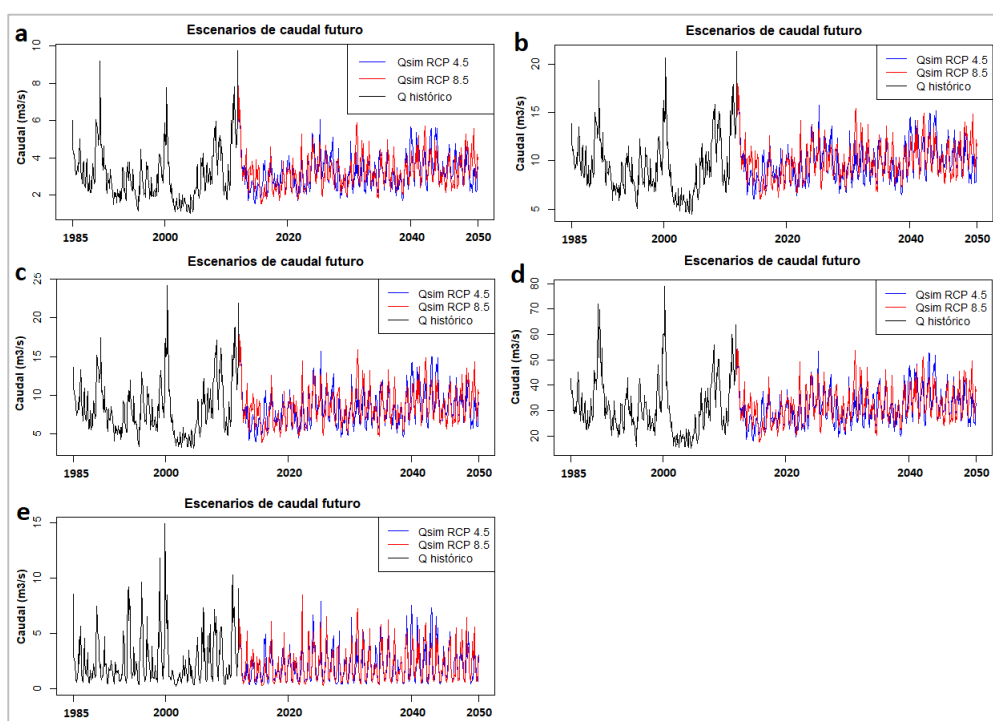 a
Escenarios de caudal futuro
Caudal (m3/s)
10
8
6
4
2
Qsim RCP 4.5
Qsim RCP 8.5
Q histórico
1985
2000
2020
2040
2050
b
Escenarios de caudal futuro
Caudal (m3/s)
20
15
10
5
Qsim RCP 4.5
Qsim RCP 8.5
Q histórico
1985
2000
2020
2040
2050
c
Escenarios de caudal futuro
Caudal (m3/s)
25
20
15
10
5
Qsim RCP 4.5
Qsim RCP 8.5
Q histórico
1985
2000
2020
2040
2050
d
Escenarios de caudal futuro
Caudal (m3/s)
80
70
60
50
40
30
20
Qsim RCP 4.5
Qsim RCP 8.5
Q histórico
1985
2000
2020
2040
2050
e
Escenarios de caudal futuro
Caudal (m3/s)
15
10
5
0
Qsim RCP 4.5
Qsim RCP 8.5
Q histórico
1985
2000
2020
2040
2050